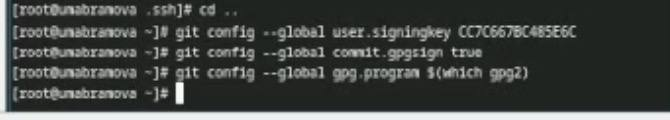 [root@umabramova .ssh]# cd ..
[root@umabramova ~]# git config --global user.signingkey CC7C667BC485E6C
[root@umabramova ~]# git config --global commit.gpgsign true
[root@umabramova ~]# git config --global gpg.program $(which gpg2)
[root@umabramova ~]#